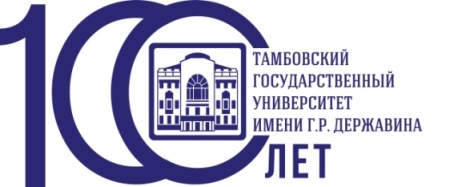 100
ТАМБОВСКИЙ
ГОСУДАРСТВЕННЫЙ
УНИВЕРСИТЕТ
ИМЕНИ Г.Р. ДЕРЖАВИНА
ЛЕТ